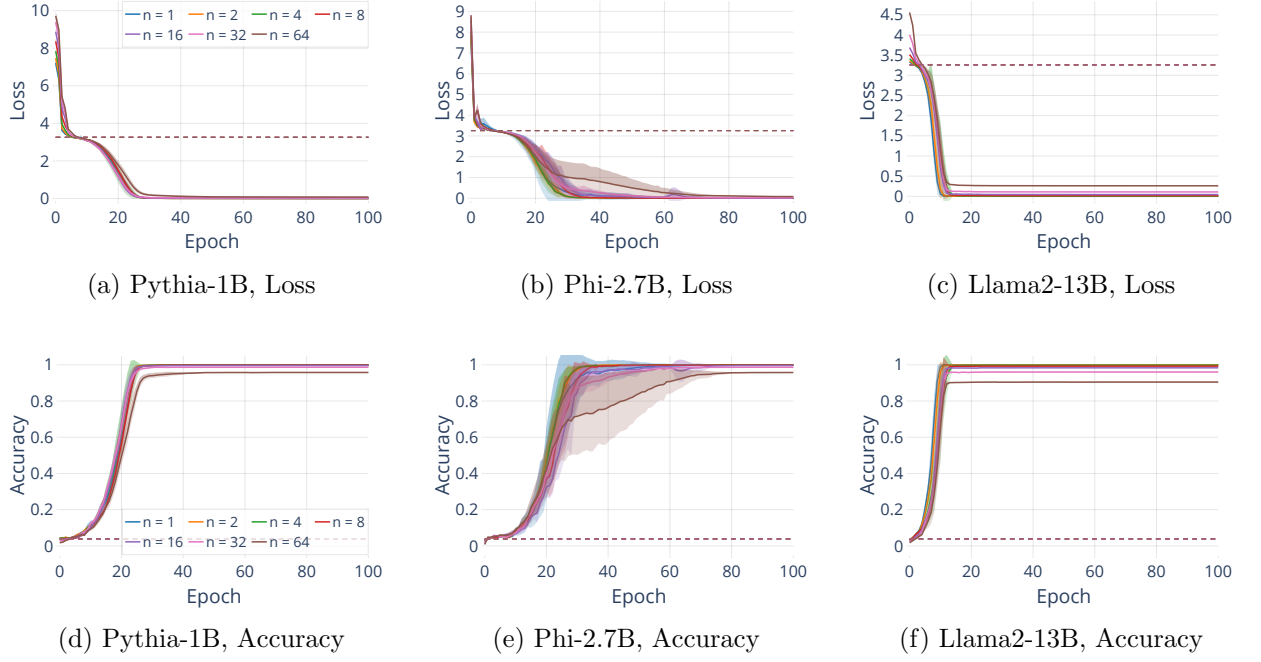 10
8
6
4
2
0
Loss
n = 1 n = 2 n = 4 n = 8
n = 16 n = 32 n = 64
0 20 40 60 80 100
Epoch
(a) Pythia-1B, Loss
9
8
7
6
5
4
3
2
1
0
Loss
0 20 40 60 80 100
Epoch
(b) Phi-2.7B, Loss
4.5
4
3.5
3
2.5
2
1.5
1
0.5
0
Loss
0 20 40 60 80 100
Epoch
(c) Llama2-13B, Loss
1
0.8
0.6
0.4
0.2
0
Accuracy
n = 1 n = 2 n = 4 n = 8
n = 16 n = 32 n = 64
0 20 40 60 80 100
Epoch
(d) Pythia-1B, Accuracy
1
0.8
0.6
0.4
0.2
0
Accuracy
0 20 40 60 80 100
Epoch
(e) Phi-2.7B, Accuracy
1
0.8
0.6
0.4
0.2
0
Accuracy
0 20 40 60 80 100
Epoch
(f) Llama2-13B, Accuracy